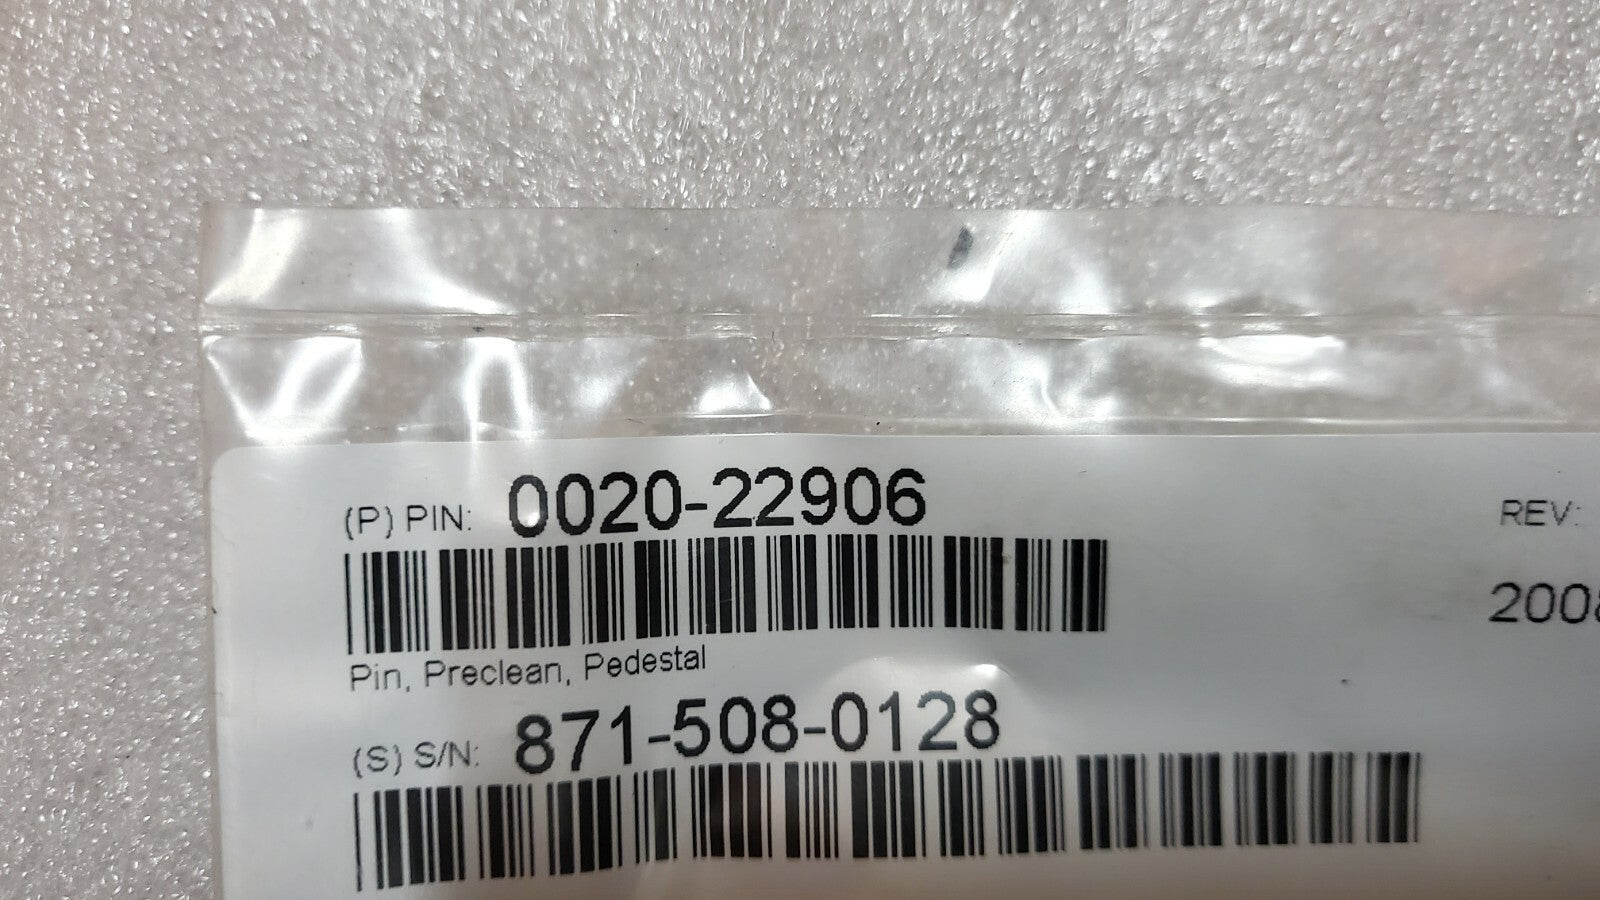 (P) PIN: 0020-22906
REV:
Pin, Preclean, Pedestal
(S) S/N: 871-508-0128